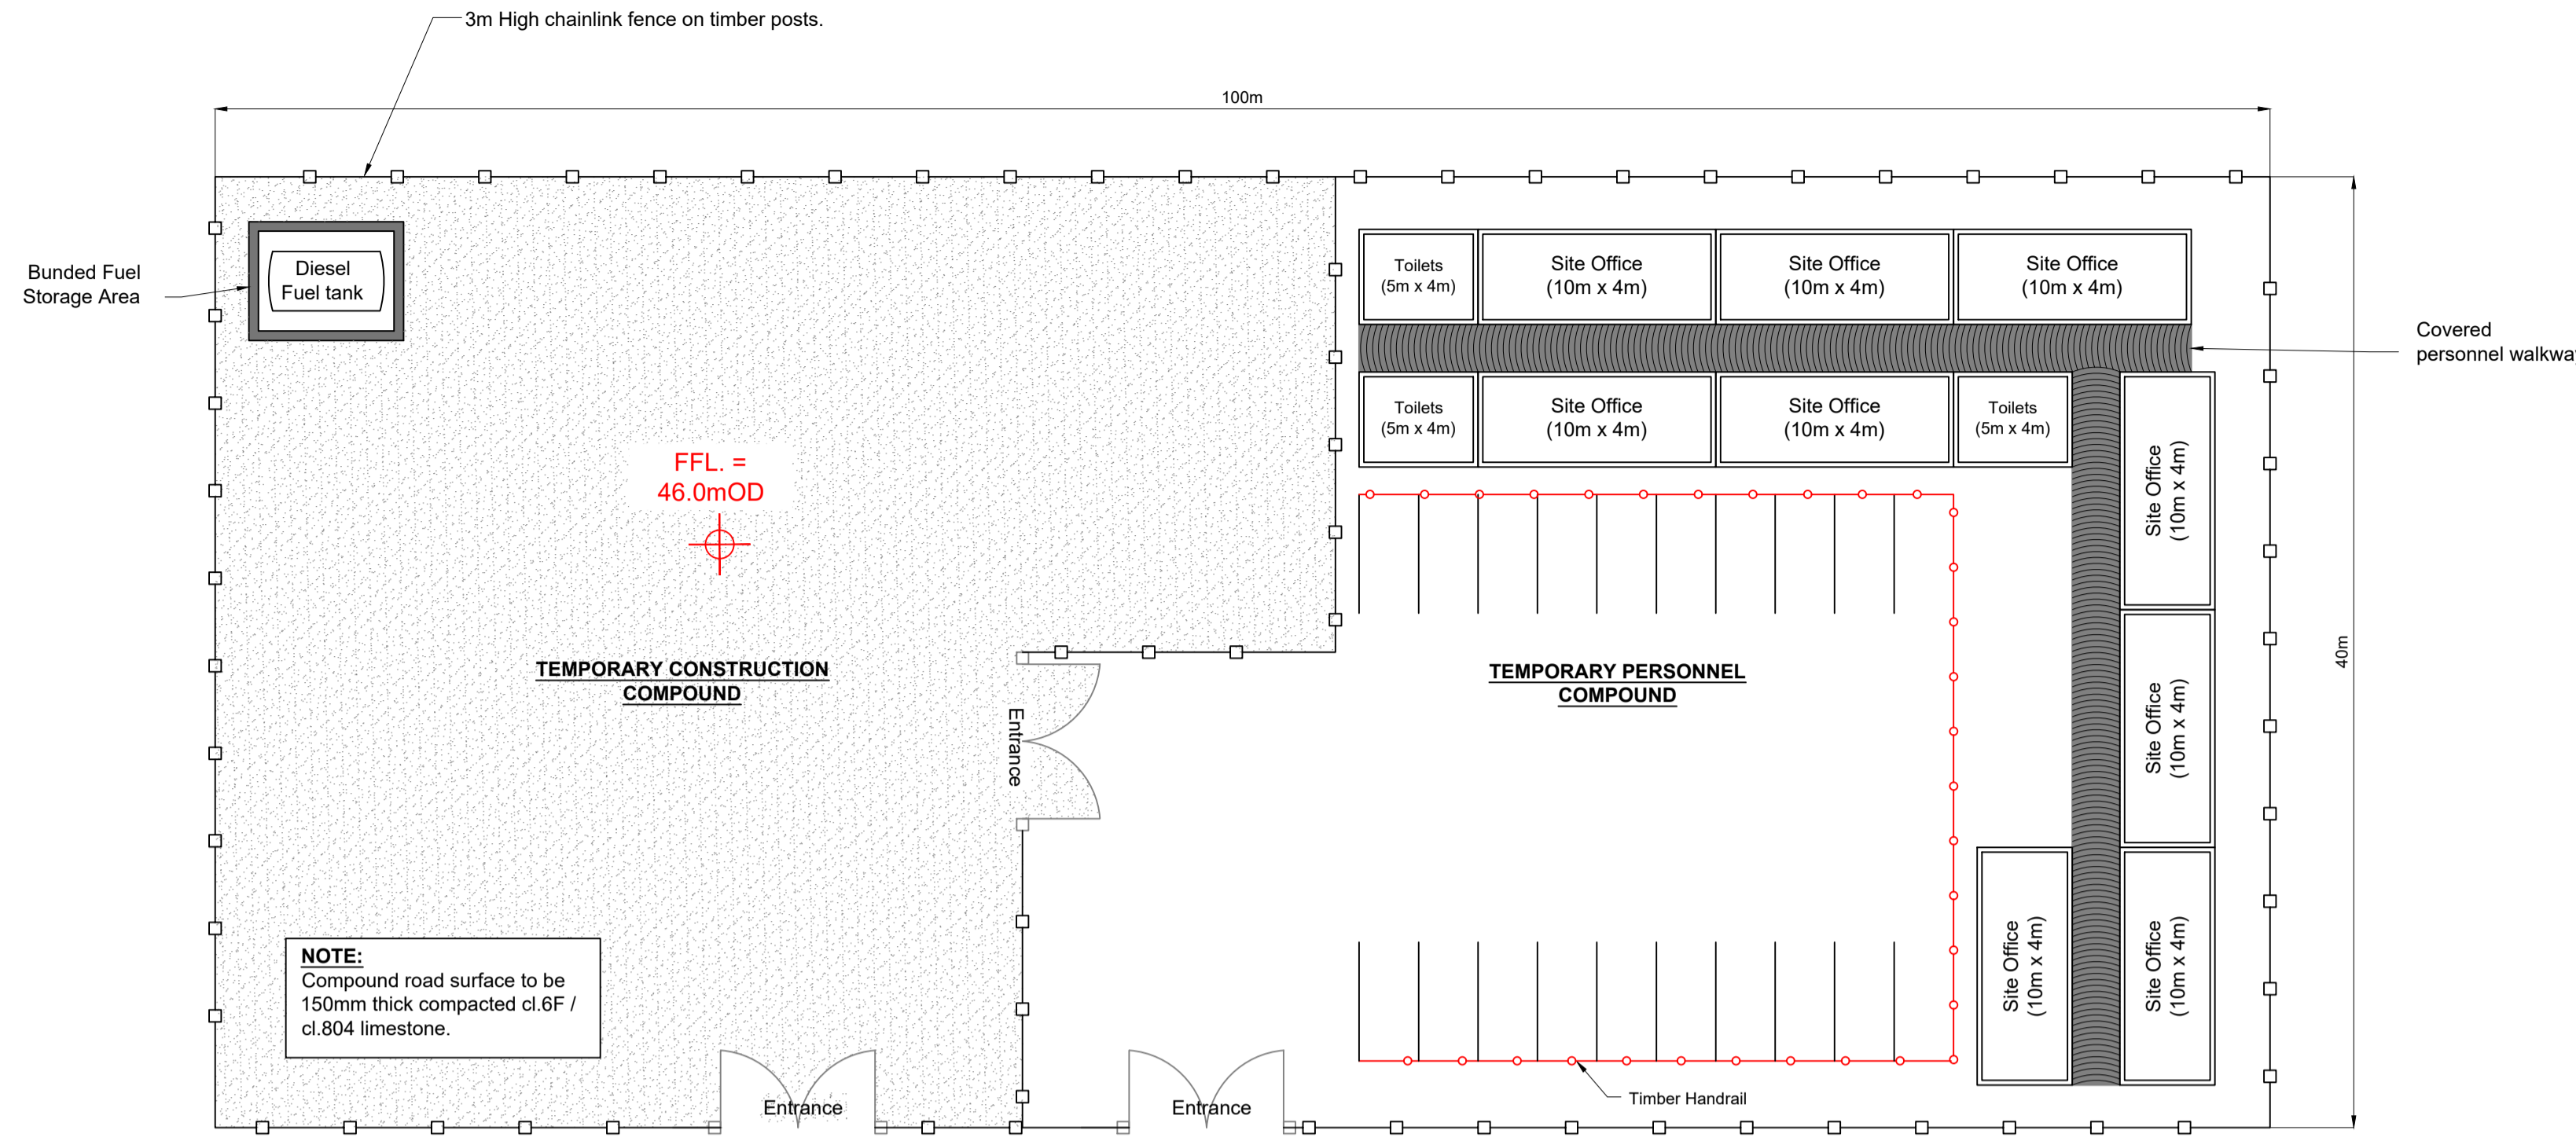 3m High chainlink fence on timber posts.
100m
Bunded Fuel
Storage Area
Diesel
Fuel tank
Toilets
(5m x 4m)
Site Office
(10m x 4m)
Site Office
(10m x 4m)
Site Office
(10m x 4m)
Covered
personnel walkway
Toilets
(5m x 4m)
Site Office
(10m x 4m)
Site Office
(10m x 4m)
Toilets
(5m x 4m)
Site Office
(10m x 4m)
FFL. =
46.0mOD
TEMPORARY CONSTRUCTION
COMPOUND
Entrance
TEMPORARY PERSONNEL
COMPOUND
Site Office
(10m x 4m)
40m
NOTE:
Compound road surface to be
150mm thick compacted cl.6F /
cl.804 limestone.
Site Office
(10m x 4m)
Site Office
(10m x 4m)
Entrance
Entrance
Timber Handrail